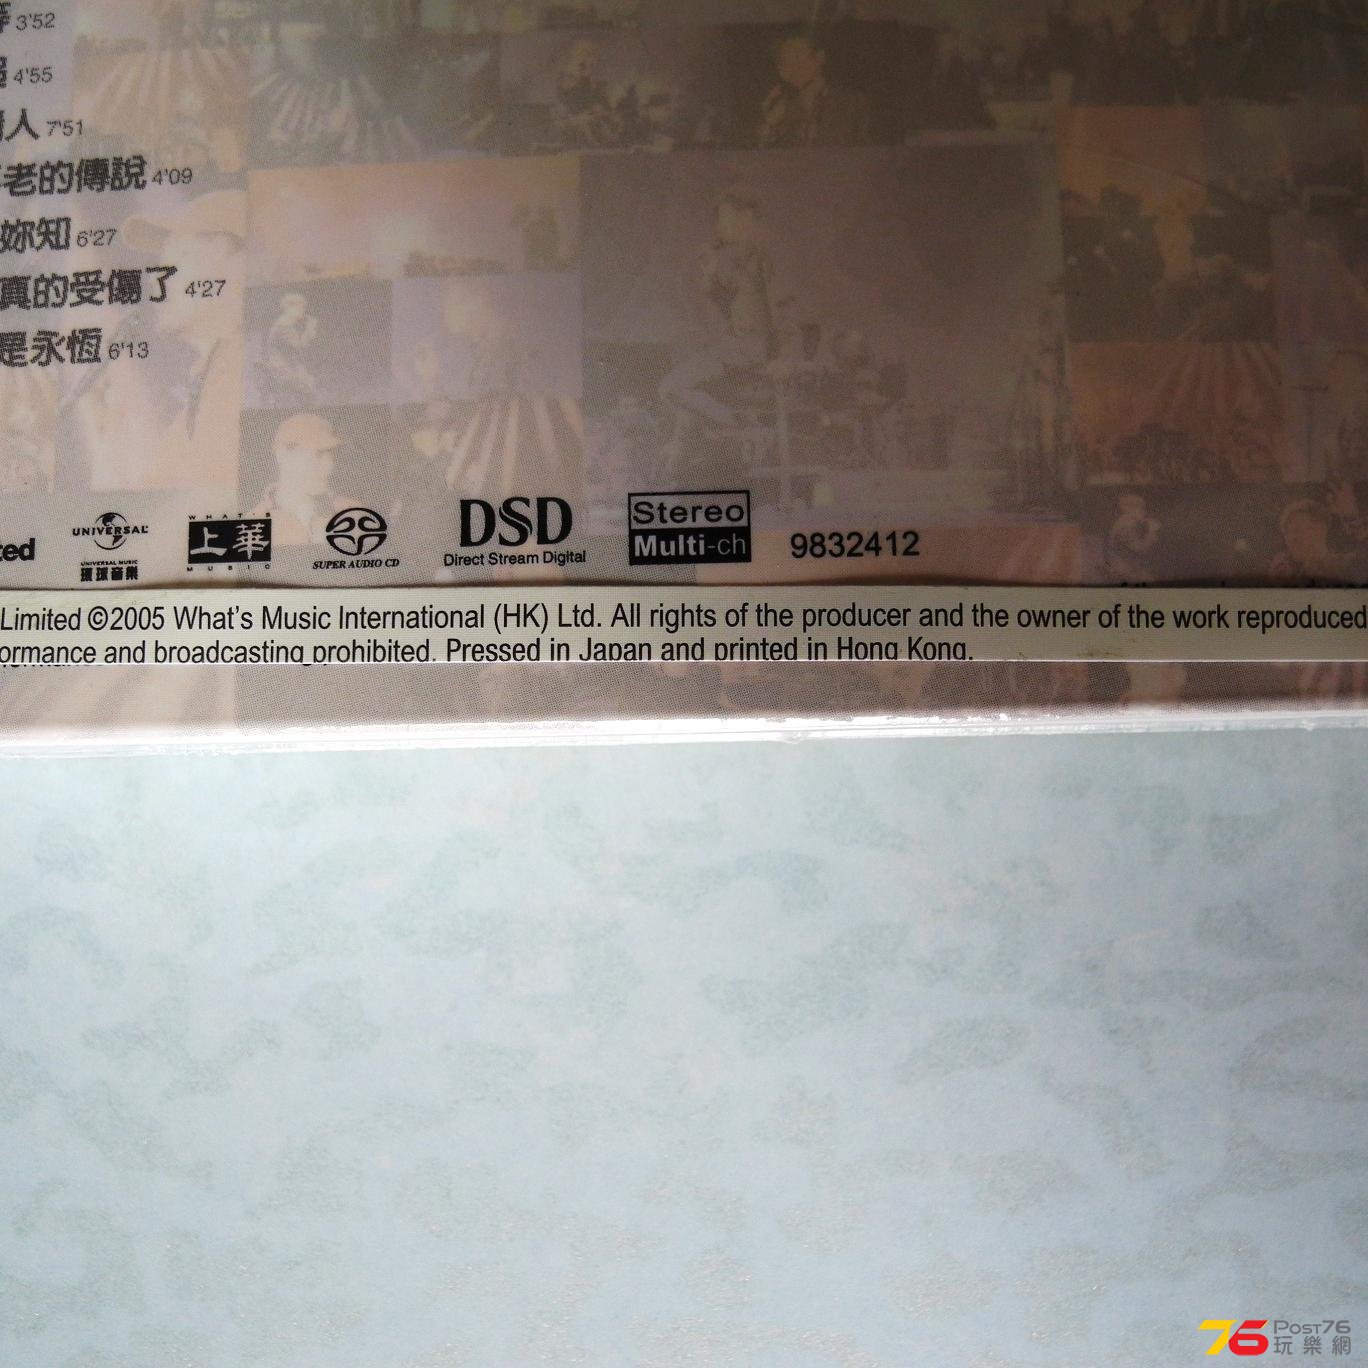 3'52
4'55
人 7'51
老的傳說 4'09
妳知 6'27
真的受傷了 4'27
是永恆 6'13
ted
UNIVERSAL
UNIVERSAL MUSIC
環球音樂
WHAT'S
上華
MUSIC
SUPER AUDIO CD
DSD
Direct Stream Digital
Stereo
Multi-ch
9832412
Limited ©2005 What's Music International (HK) Ltd. All rights of the producer and the owner of the work reproduced
ormance and broadcasting prohibited. Pressed in Japan and printed in Hong Kong.
76 POST76
玩樂網